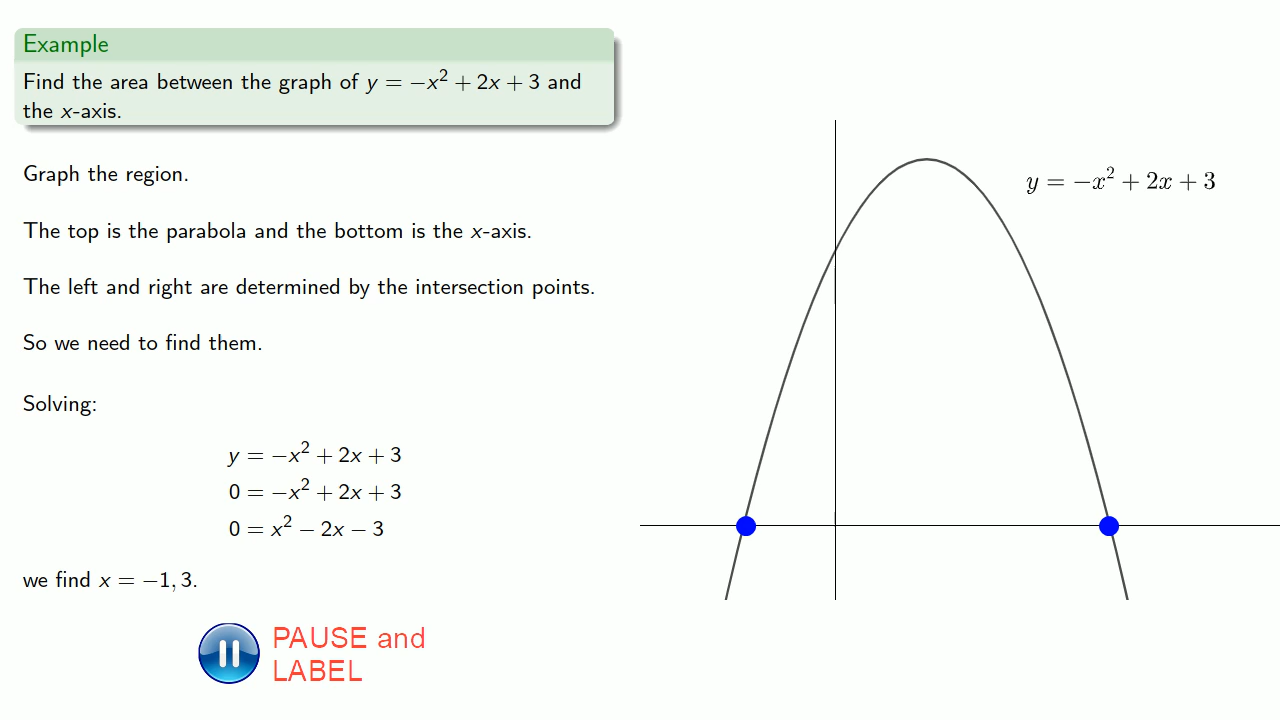 Example
Find the area between the graph of y = −x² + 2x + 3 and
the x-axis.
Graph the region.
The top is the parabola and the bottom is the x-axis.
The left and right are determined by the intersection points.
So we need to find them.
Solving:
y = −x² + 2x + 3
0 = −x² + 2x + 3
0 = x² − 2x − 3
we find x = −1, 3.
PAUSE and
LABEL
y = −x² + 2x + 3